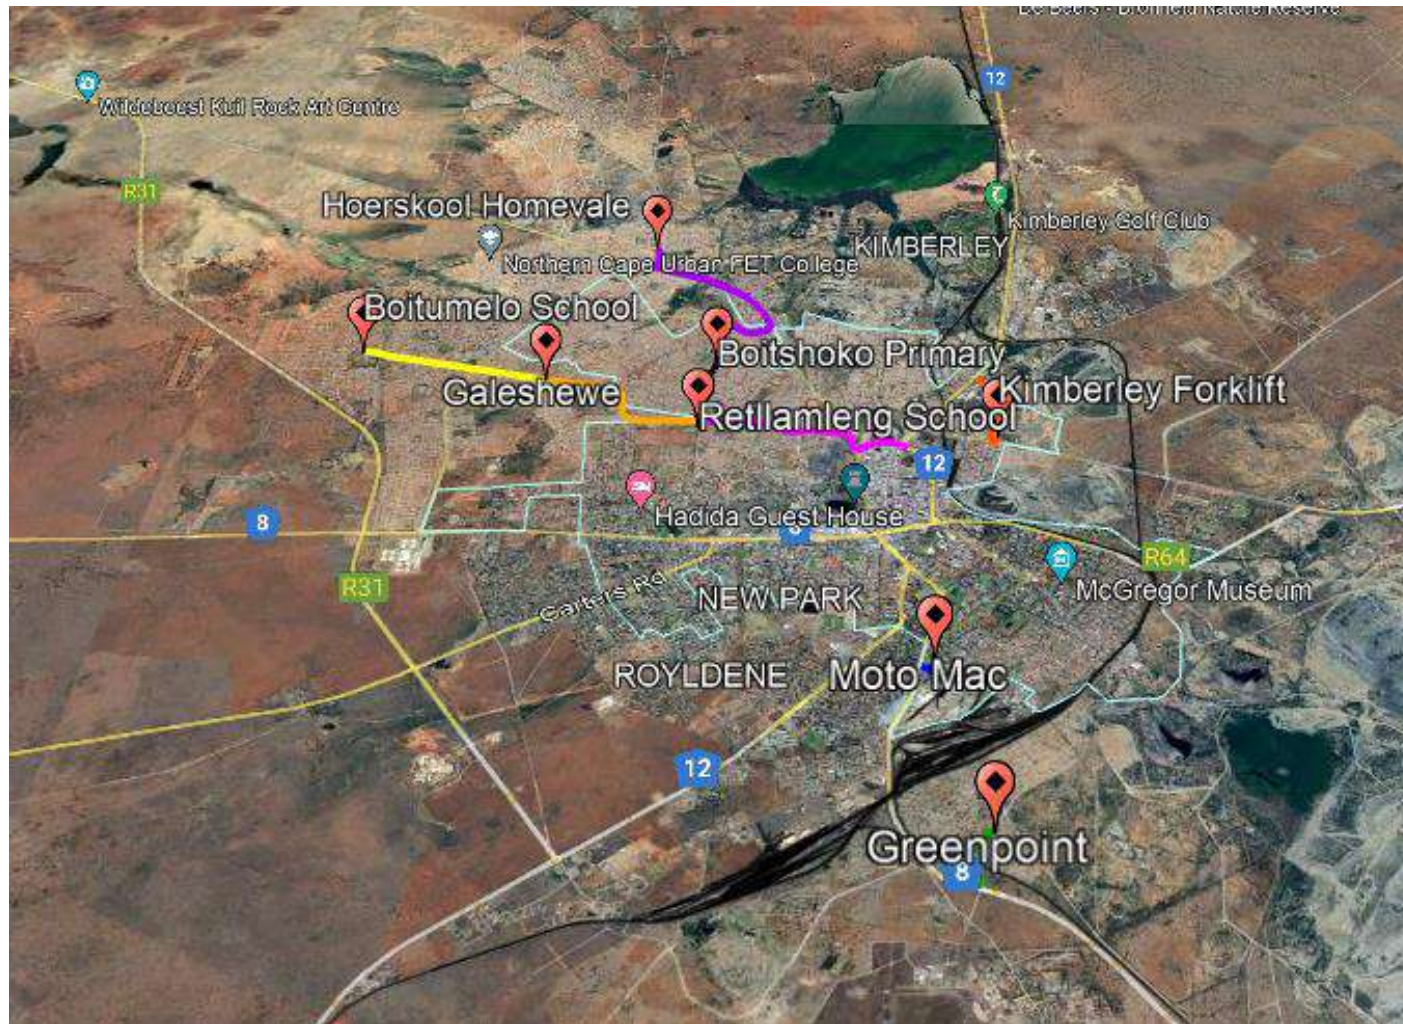 12
Wildebeest Kuil Rock Art Centre
R31
Hoerskool Homevale
Kimberley Golf Club
KIMBERLEY
Northern Cape Urban FET College
Boitumelo School
Boitshoko Primary
Galeshewe
Kimberley Forklift
Retllamleng School
12
8
Hadida Guest House
8
R64
R31
McGregor Museum
Carters Rd
NEW PARK
ROYLDENE
Moto Mac
12
Greenpoint
8